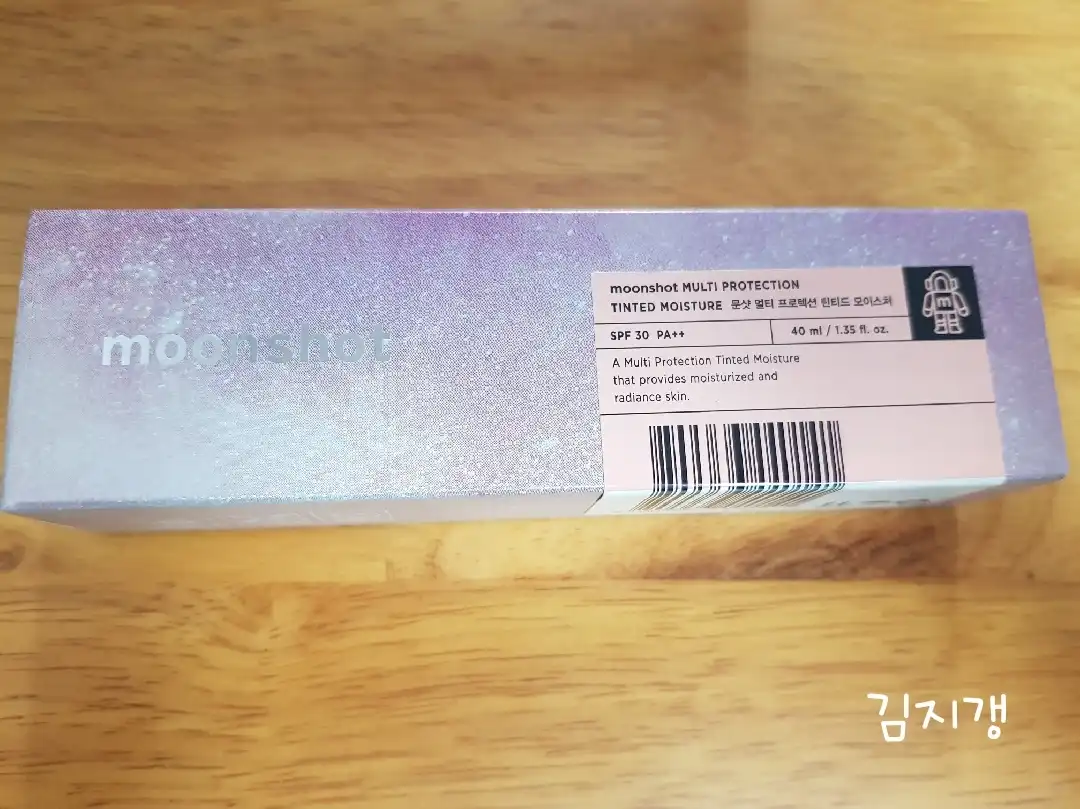 moonshot
moonshot MULTI PROTECTION
TINTED MOISTURE 문샷 멀티 프로텍션 틴티드 모이스처
m
SPF 30 PA++
40 ml / 1.35 fl. oz.
A Multi Protection Tinted Moisture
that provides moisturized and
radiance skin.
김지갱